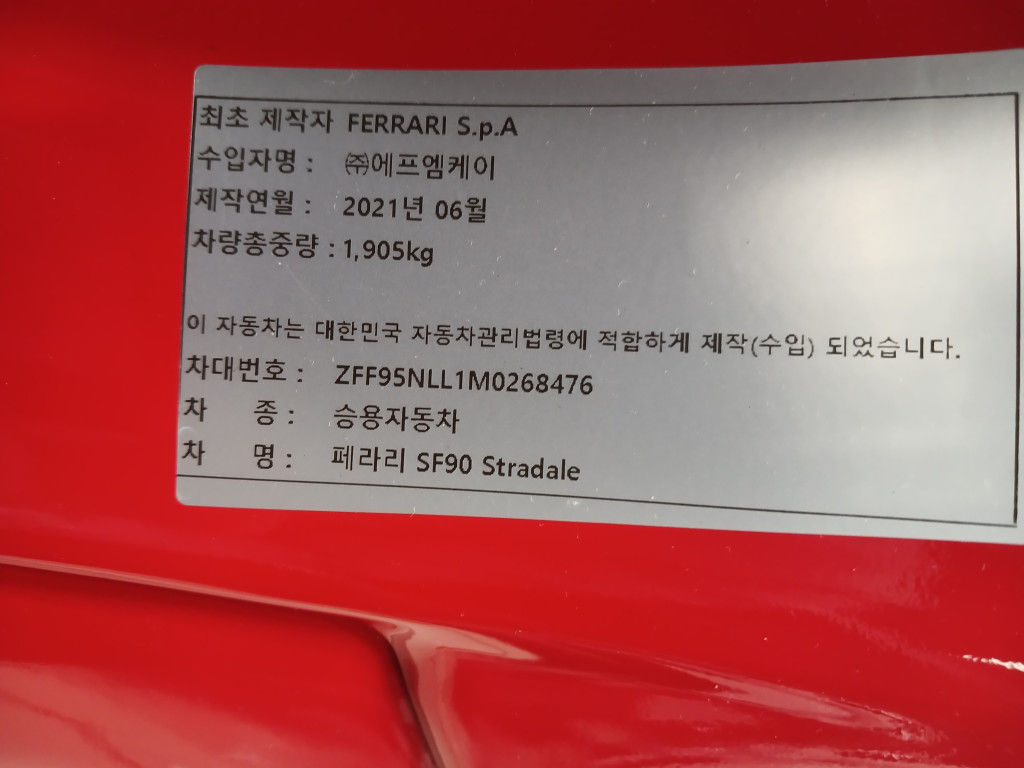 최초 제작자 FERRARI S.p.A
수입자명 : ㈜에프엠케이
제작연월 : 2021년 06월
차량총중량 : 1,905kg
이 자동차는 대한민국 자동차관리법령에 적합하게 제작(수입) 되었습니다.
차대번호 : ZFF95NLL1M0268476
차 종 : 승용자동차
차 명 : 페라리 SF90 Stradale